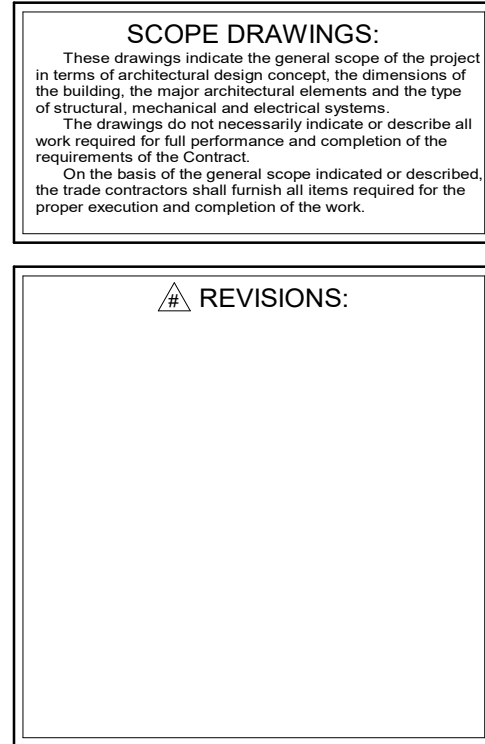 SCOPE DRAWINGS:
These drawings indicate the general scope of the project
in terms of architectural design concept, the dimensions of
the building, the major architectural elements and the type
of structural, mechanical and electrical systems.
The drawings do not necessarily indicate or describe all
work required for full performance and completion of the
requirements of the Contract.
On the basis of the general scope indicated or described,
the trade contractors shall furnish all items required for the
proper execution and completion of the work.
# REVISIONS: